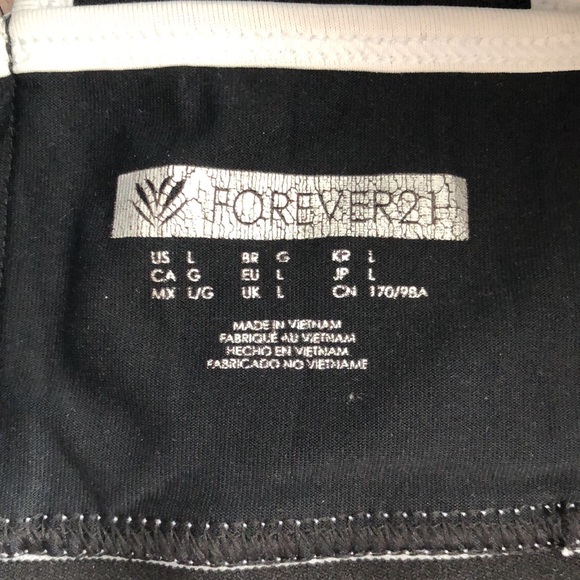 FOREVER21
US L BR G KR L
CA G EU L JP L
MX L/G UK L CN 170/98A
MADE IN VIETNAM
FABRIQUÉ AU VIETNAM
HECHO EN VIETNAM
FABRICADO NO VIETNAME